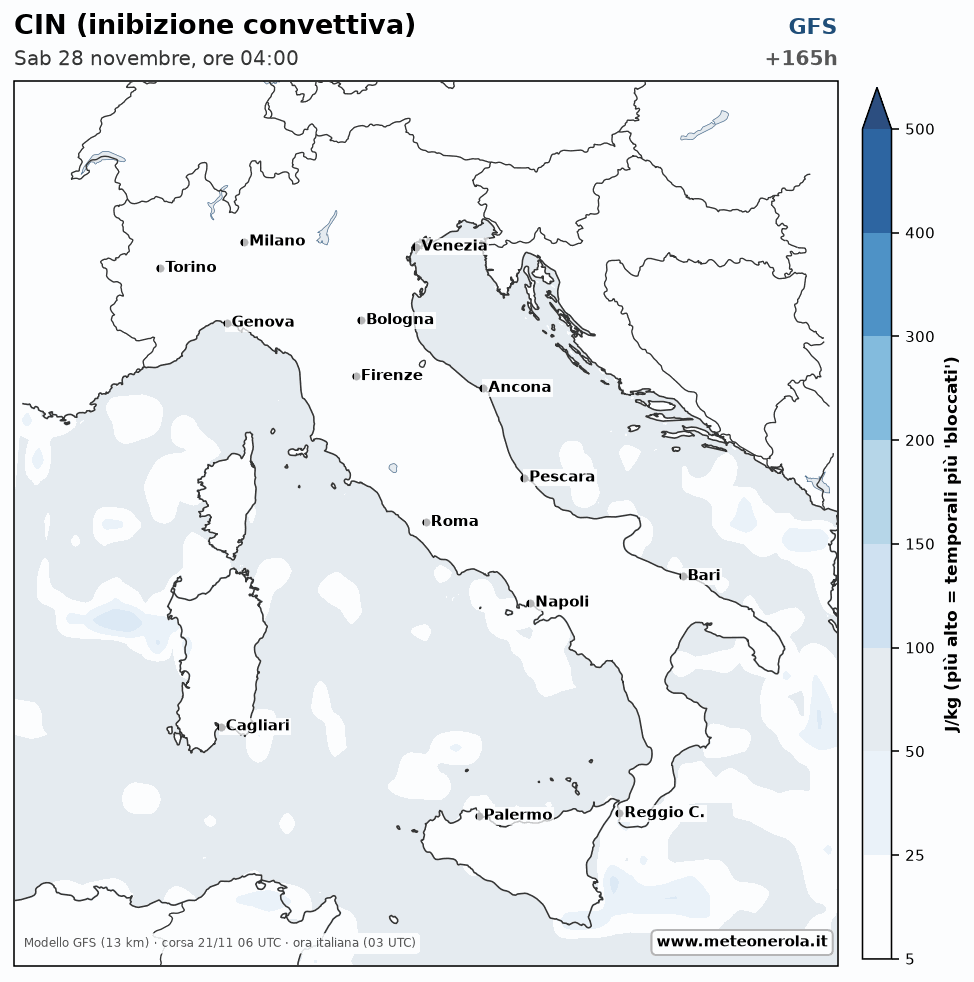 CIN (inibizione convettiva)
GFS
Sab 28 novembre, ore 04:00
+165h
Milano
Venezia
Torino
Genova
Bologna
Firenze
Ancona
Pescara
Roma
Bari
Napoli
Cagliari
Palermo
Reggio C.
500
400
300
200
150
100
50
25
5
J/kg (più alto = temporali più 'bloccati')
Modello GFS (13 km) · corsa 21/11 06 UTC · ora italiana (03 UTC)
www.meteonerola.it